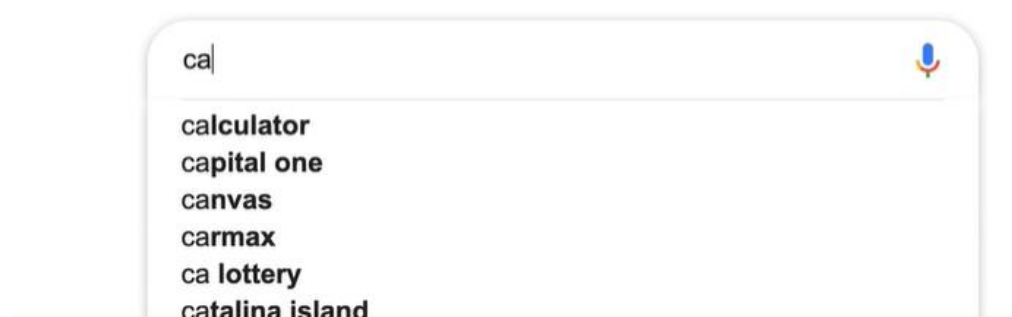 ca
calculator
capital one
canvas
carmax
ca lottery
catalina island